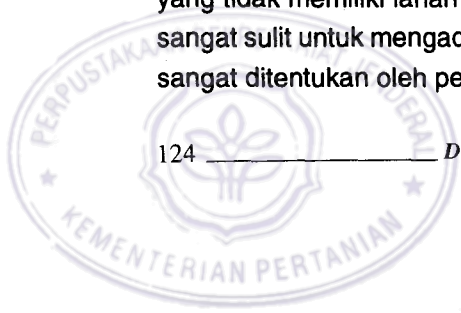 yang tidak memiliki lahan
sangat sulit untuk mengad
sangat ditentukan oleh pe
124 D
PERPUSTAKAAN
KEMENTERIAN PERTANIAN